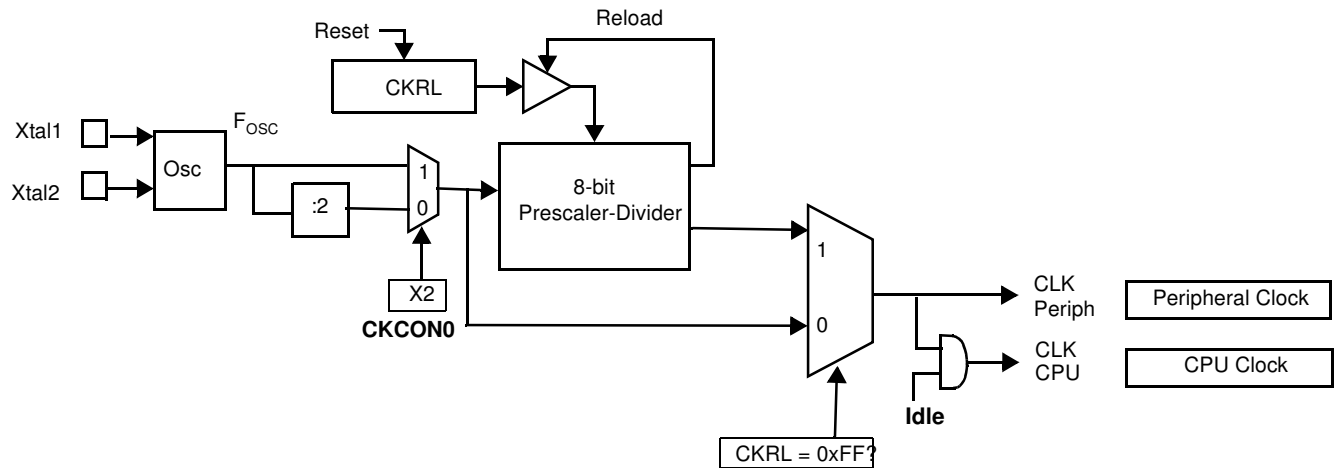 Reload
Reset
CKRL
Xtal1
Xtal2
FOSC
Osc
:2
1
0
X2
CKCON0
8-bit
Prescaler-Divider
1
0
CKRL = 0xFF?
CLK
Periph
Peripheral Clock
CLK
CPU
CPU Clock
Idle